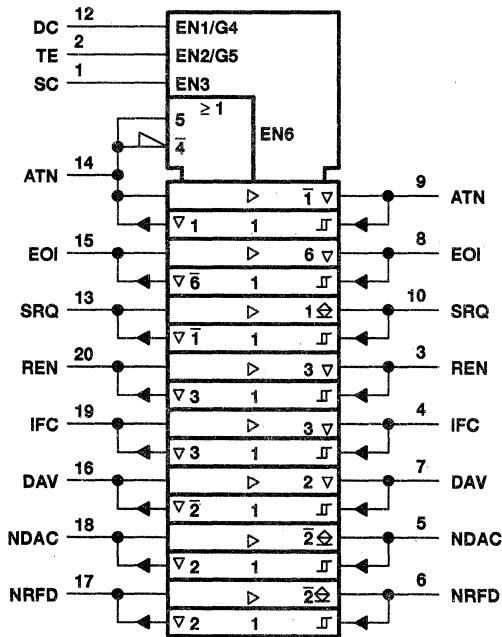 DC 12 EN1/G4
TE 2 EN2/G5
SC 1 EN3
≥ 1
5 EN6
4̅
ATN 14
▷ 1̅ ▽ 9 ATN
▽ 1 1
EOI 15 ▷ 6 ▽ 8 EOI
▽ 6̅ 1
SRQ 13 ▷ 1 10 SRQ
▽ 1̅ 1
REN 20 ▷ 3 ▽ 3 REN
▽ 3 1
IFC 19 ▷ 3 ▽ 4 IFC
▽ 3 1
DAV 16 ▷ 2 ▽ 7 DAV
▽ 2̅ 1
NDAC 18 ▷ 2̅ 5 NDAC
▽ 2 1
NRFD 17 ▷ 2̅ 6 NRFD
▽ 2 1